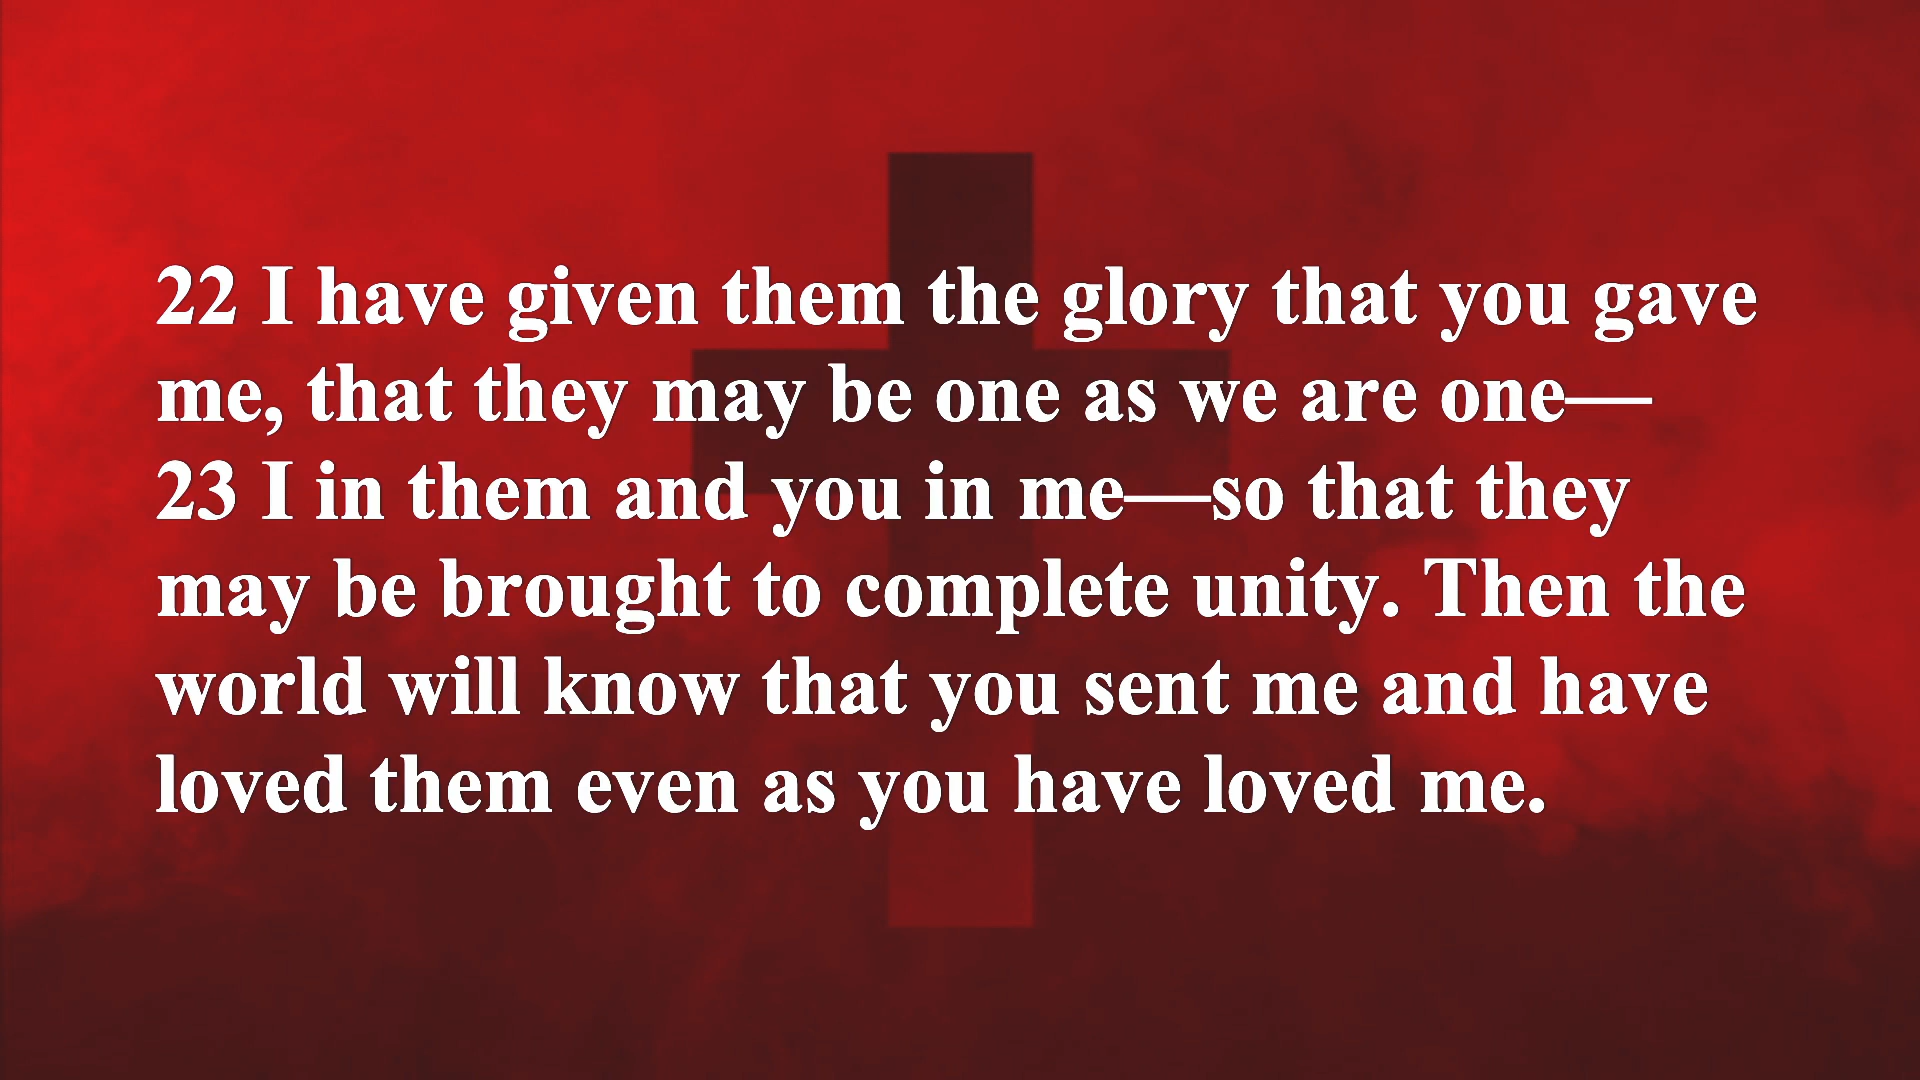 22 I have given them the glory that you gave
me, that they may be one as we are one—
23 I in them and you in me—so that they
may be brought to complete unity. Then the
world will know that you sent me and have
loved them even as you have loved me.